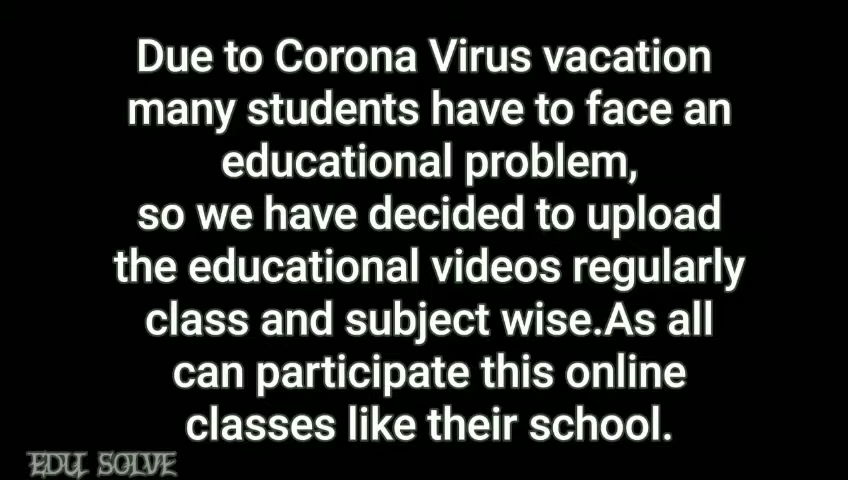 Due to Corona Virus vacation
many students have to face an
educational problem,
so we have decided to upload
the educational videos regularly
class and subject wise.As all
can participate this online
classes like their school.
EDU SOLVE